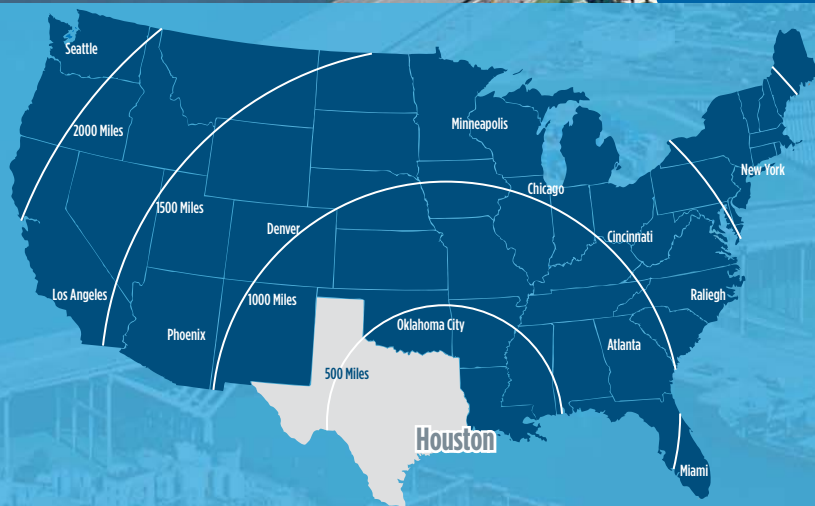 Seattle
2000 Miles
Minneapolis
New York
Chicago
1500 Miles
Denver
Cincinnati
Los Angeles
1000 Miles
Raliegh
Oklahoma City
Phoenix
Atlanta
500 Miles
Houston
Miami